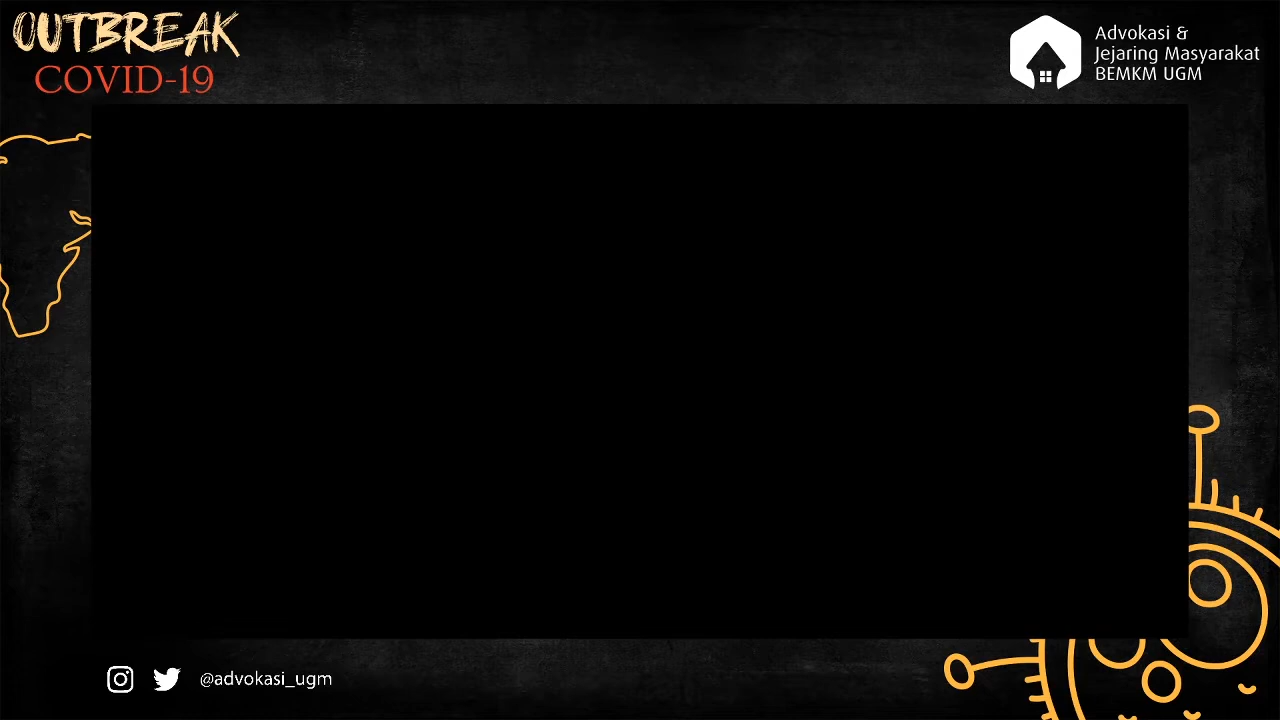 OUTBREAK
COVID-19
Advokasi &
Jejaring Masyarakat
BEMKM UGM
@advokasi_ugm